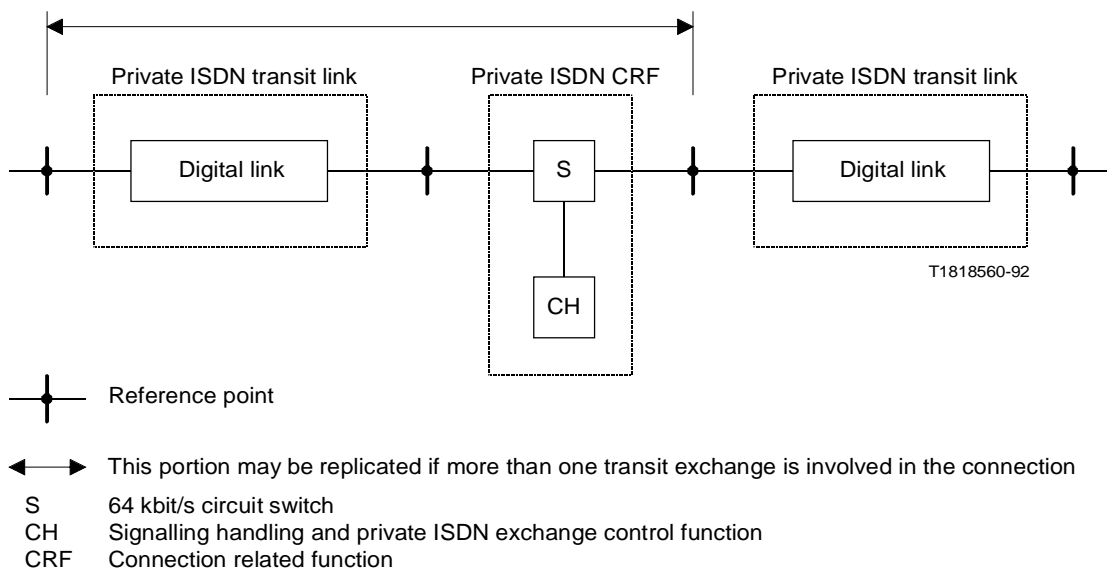 Private ISDN transit link
Private ISDN CRF
Private ISDN transit link
Digital link
S
Digital link
T1818560-92
CH
Reference point
This portion may be replicated if more than one transit exchange is involved in the connection
S 64 kbit/s circuit switch
CH Signalling handling and private ISDN exchange control function
CRF Connection related function